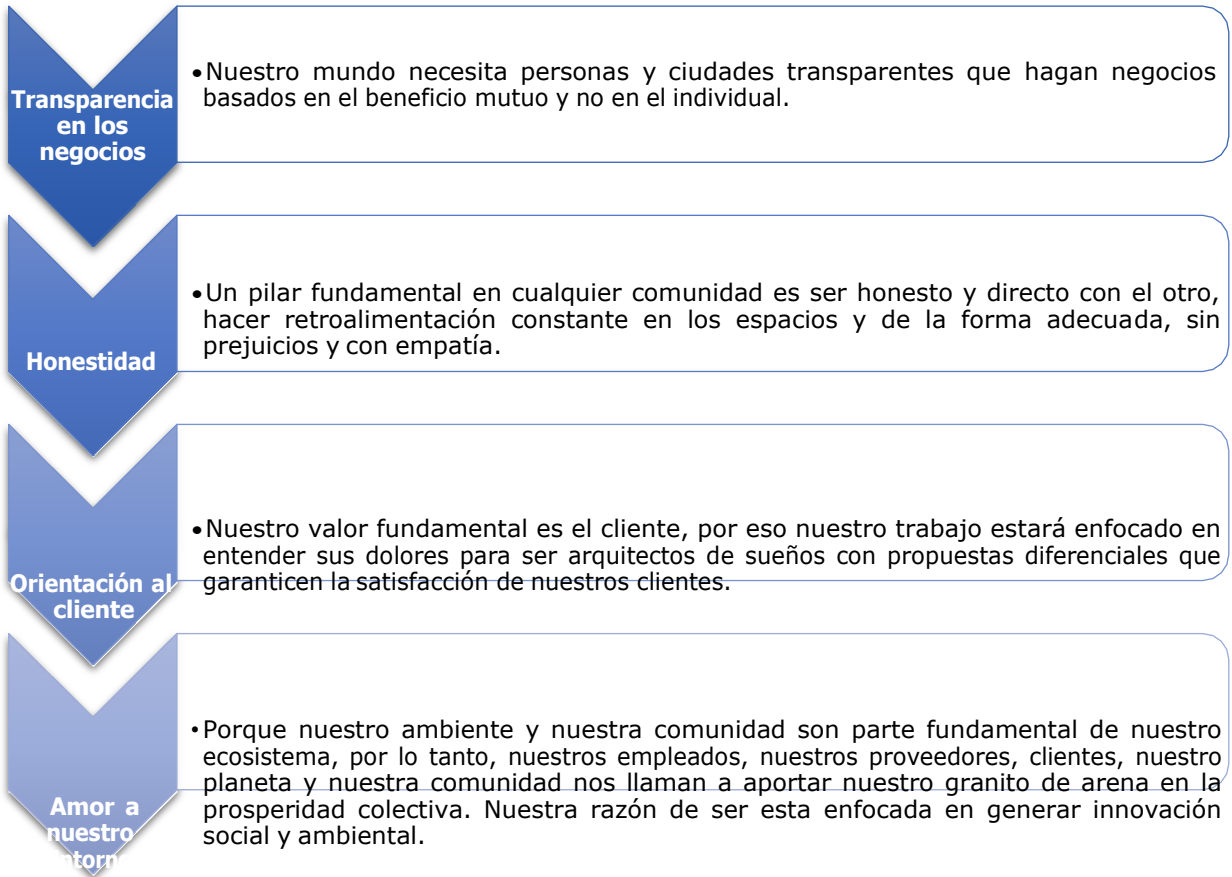 Transparencia
en los
negocios
•Nuestro mundo necesita personas y ciudades transparentes que hagan negocios
basados en el beneficio mutuo y no en el individual.
Honestidad
•Un pilar fundamental en cualquier comunidad es ser honesto y directo con el otro,
hacer retroalimentación constante en los espacios y de la forma adecuada, sin
prejuicios y con empatía.
Orientación al
cliente
•Nuestro valor fundamental es el cliente, por eso nuestro trabajo estará enfocado en
entender sus dolores para ser arquitectos de sueños con propuestas diferenciales que
garanticen la satisfacción de nuestros clientes.
Amor a
nuestro
•Porque nuestro ambiente y nuestra comunidad son parte fundamental de nuestro
ecosistema, por lo tanto, nuestros empleados, nuestros proveedores, clientes, nuestro
planeta y nuestra comunidad nos llaman a aportar nuestro granito de arena en la
prosperidad colectiva. Nuestra razón de ser esta enfocada en generar innovación
social y ambiental.